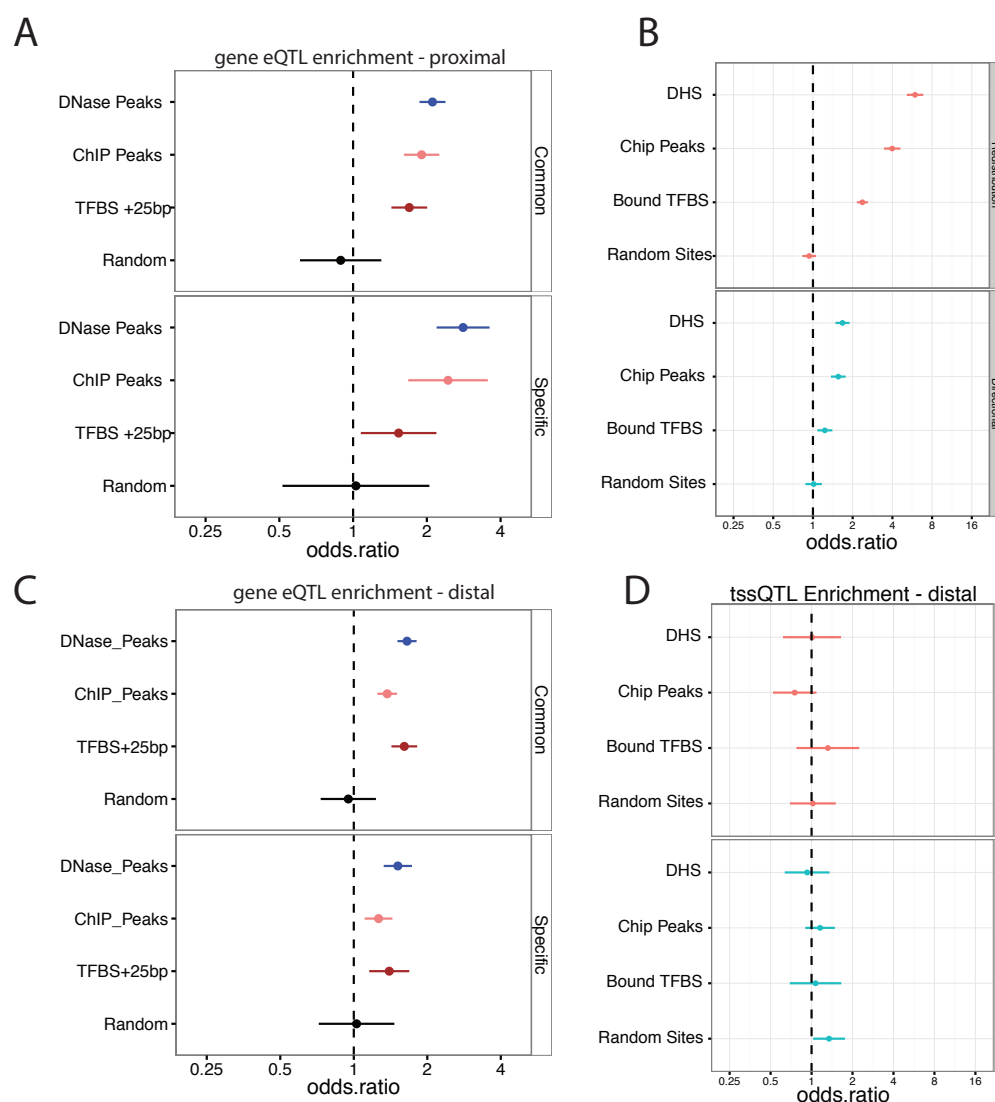 A
gene eQTL enrichment - proximal
DNase Peaks
ChIP Peaks
TFBS +25bp
Random
Common
DNase Peaks
ChIP Peaks
TFBS +25bp
Random
Specific
0.25 0.5 1 2 4
odds.ratio
B
DHS
Chip Peaks
Bound TFBS
Random Sites
DHS
Chip Peaks
Bound TFBS
Random Sites
Directional
0.25 0.5 1 2 4 8 16
odds.ratio
C
gene eQTL enrichment - distal
DNase_Peaks
ChIP_Peaks
TFBS+25bp
Random
Common
DNase_Peaks
ChIP_Peaks
TFBS+25bp
Random
Specific
0.25 0.5 1 2 4
odds.ratio
D
tssQTL Enrichment - distal
DHS
Chip Peaks
Bound TFBS
Random Sites
DHS
Chip Peaks
Bound TFBS
Random Sites
0.25 0.5 1 2 4 8 16
odds.ratio